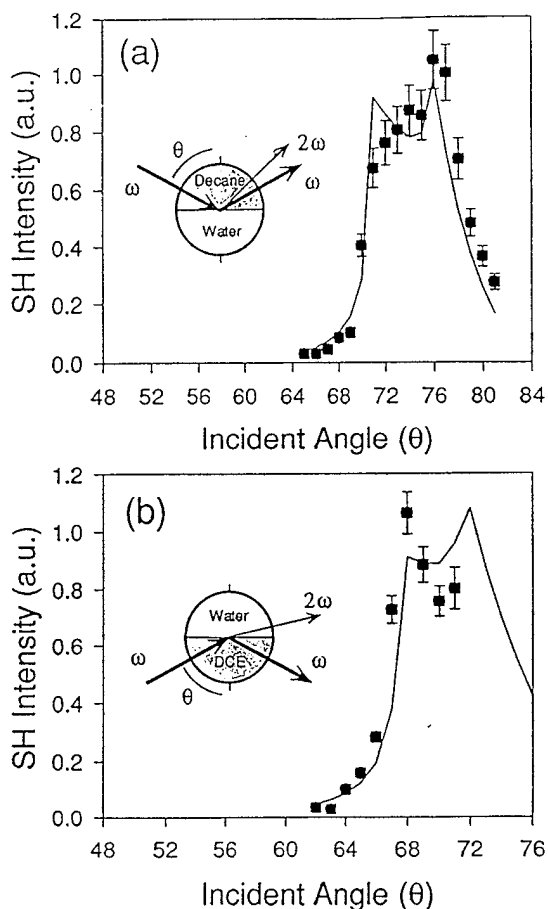 (a)
SH Intensity (a.u.)
1.2
1.0
0.8
0.6
0.4
0.2
0.0
θ
ω
2ω
ω
Decane
Water
48 52 56 60 64 68 72 76 81 84
Incident Angle (θ)
(b)
SH Intensity (a.u.)
1.2
1.0
0.8
0.6
0.4
0.2
0.0
Water
2ω
ω
DCE
ω
θ
48 52 56 60 64 68 72 76
Incident Angle (θ)